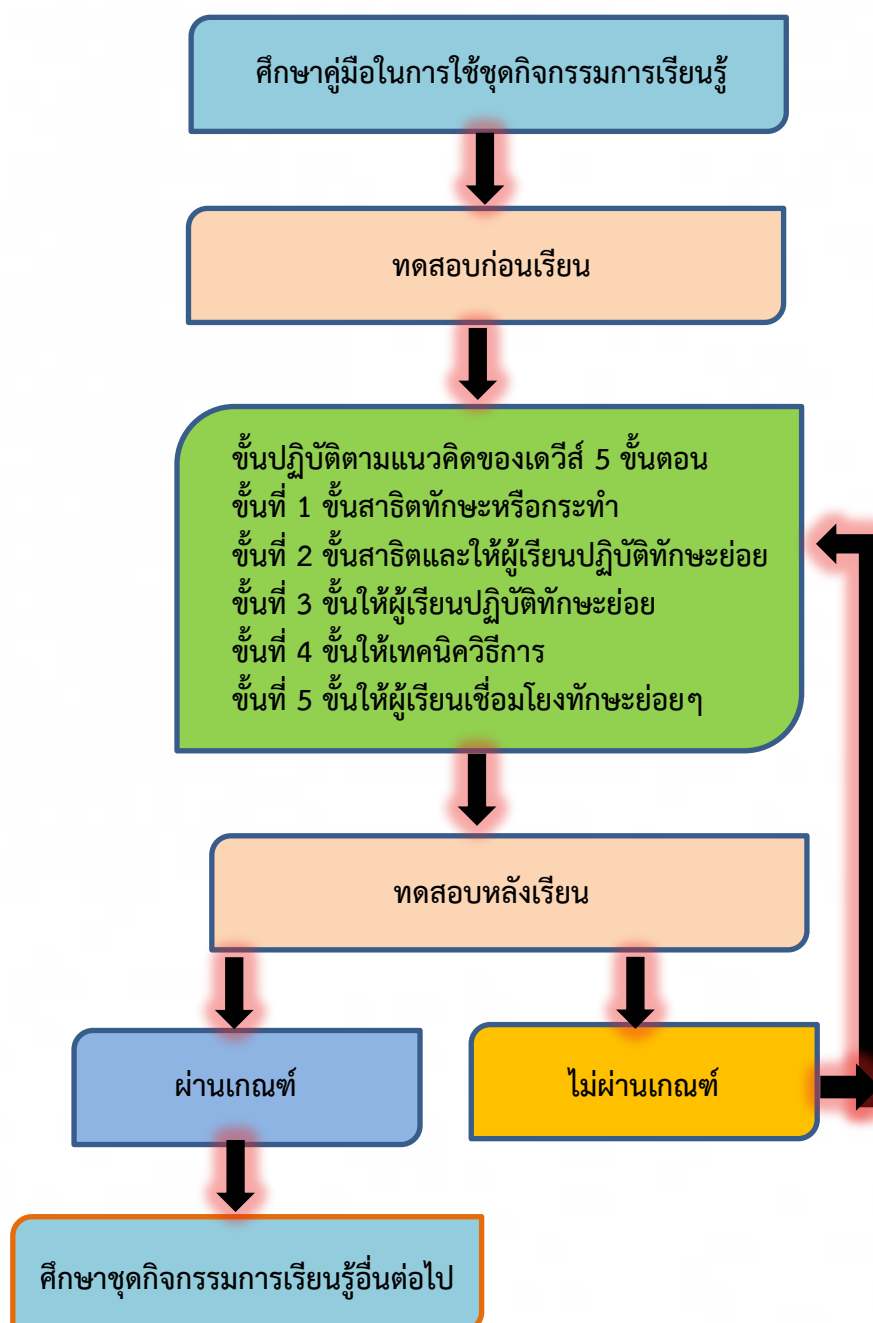 ศึกษาคู่มือในการใช้ชุดกิจกรรมการเรียนรู้
ทดสอบก่อนเรียน
ขั้นปฏิบัติตามแนวคิดของเดวีส์ 5 ขั้นตอน
ขั้นที่ 1 ขั้นสาธิตทักษะหรือกระทำ
ขั้นที่ 2 ขั้นสาธิตและให้ผู้เรียนปฏิบัติทักษะย่อย
ขั้นที่ 3 ขั้นให้ผู้เรียนปฏิบัติทักษะย่อย
ขั้นที่ 4 ขั้นให้เทคนิควิธีการ
ขั้นที่ 5 ขั้นให้ผู้เรียนเชื่อมโยงทักษะย่อยๆ
ทดสอบหลังเรียน
ผ่านเกณฑ์
ไม่ผ่านเกณฑ์
ศึกษาชุดกิจกรรมการเรียนรู้อื่นต่อไป